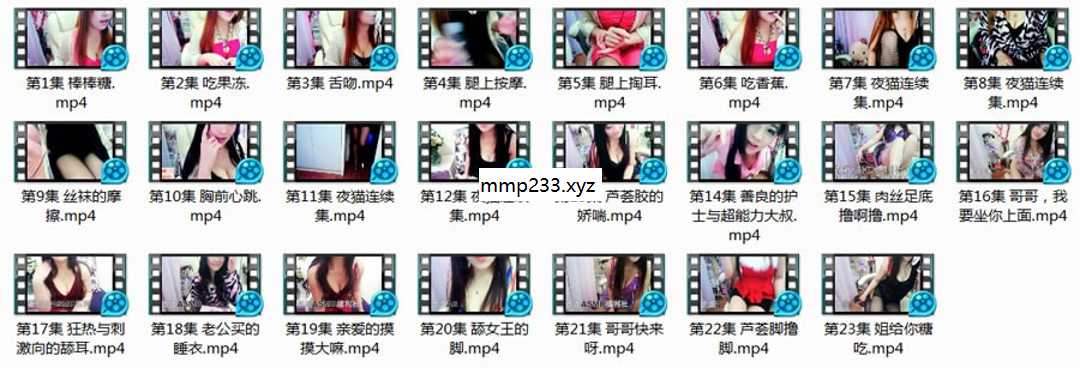 第1集 棒棒糖.
mp4
第2集 吃果冻.
mp4
第3集 舌吻.mp4
第4集 腿上按摩.
mp4
第5集 腿上掏耳.
mp4
第6集 吃香蕉.
mp4
第7集 夜猫连续
集.mp4
第8集 夜猫连续
集.mp4
第9集 丝袜的摩
擦.mp4
第10集 胸前心跳.
mp4
第11集 夜猫连续
集.mp4
第12集
集.mp4
mmp233.xyz
芦荟胶的
娇喘.mp4
第14集 善良的护
士与超能力大叔.
mp4
第15集 肉丝足底
撸啊撸.mp4
第16集 哥哥，我
要坐你上面.mp4
第17集 狂热与刺
激向的舔耳.mp4
第18集 老公买的
睡衣.mp4
第19集 亲爱的摸
摸大嘛.mp4
第20集 舔女王的
脚.mp4
第21集 哥哥快来
呀.mp4
第22集 芦荟脚撸
脚.mp4
第23集 姐给你糖
吃.mp4